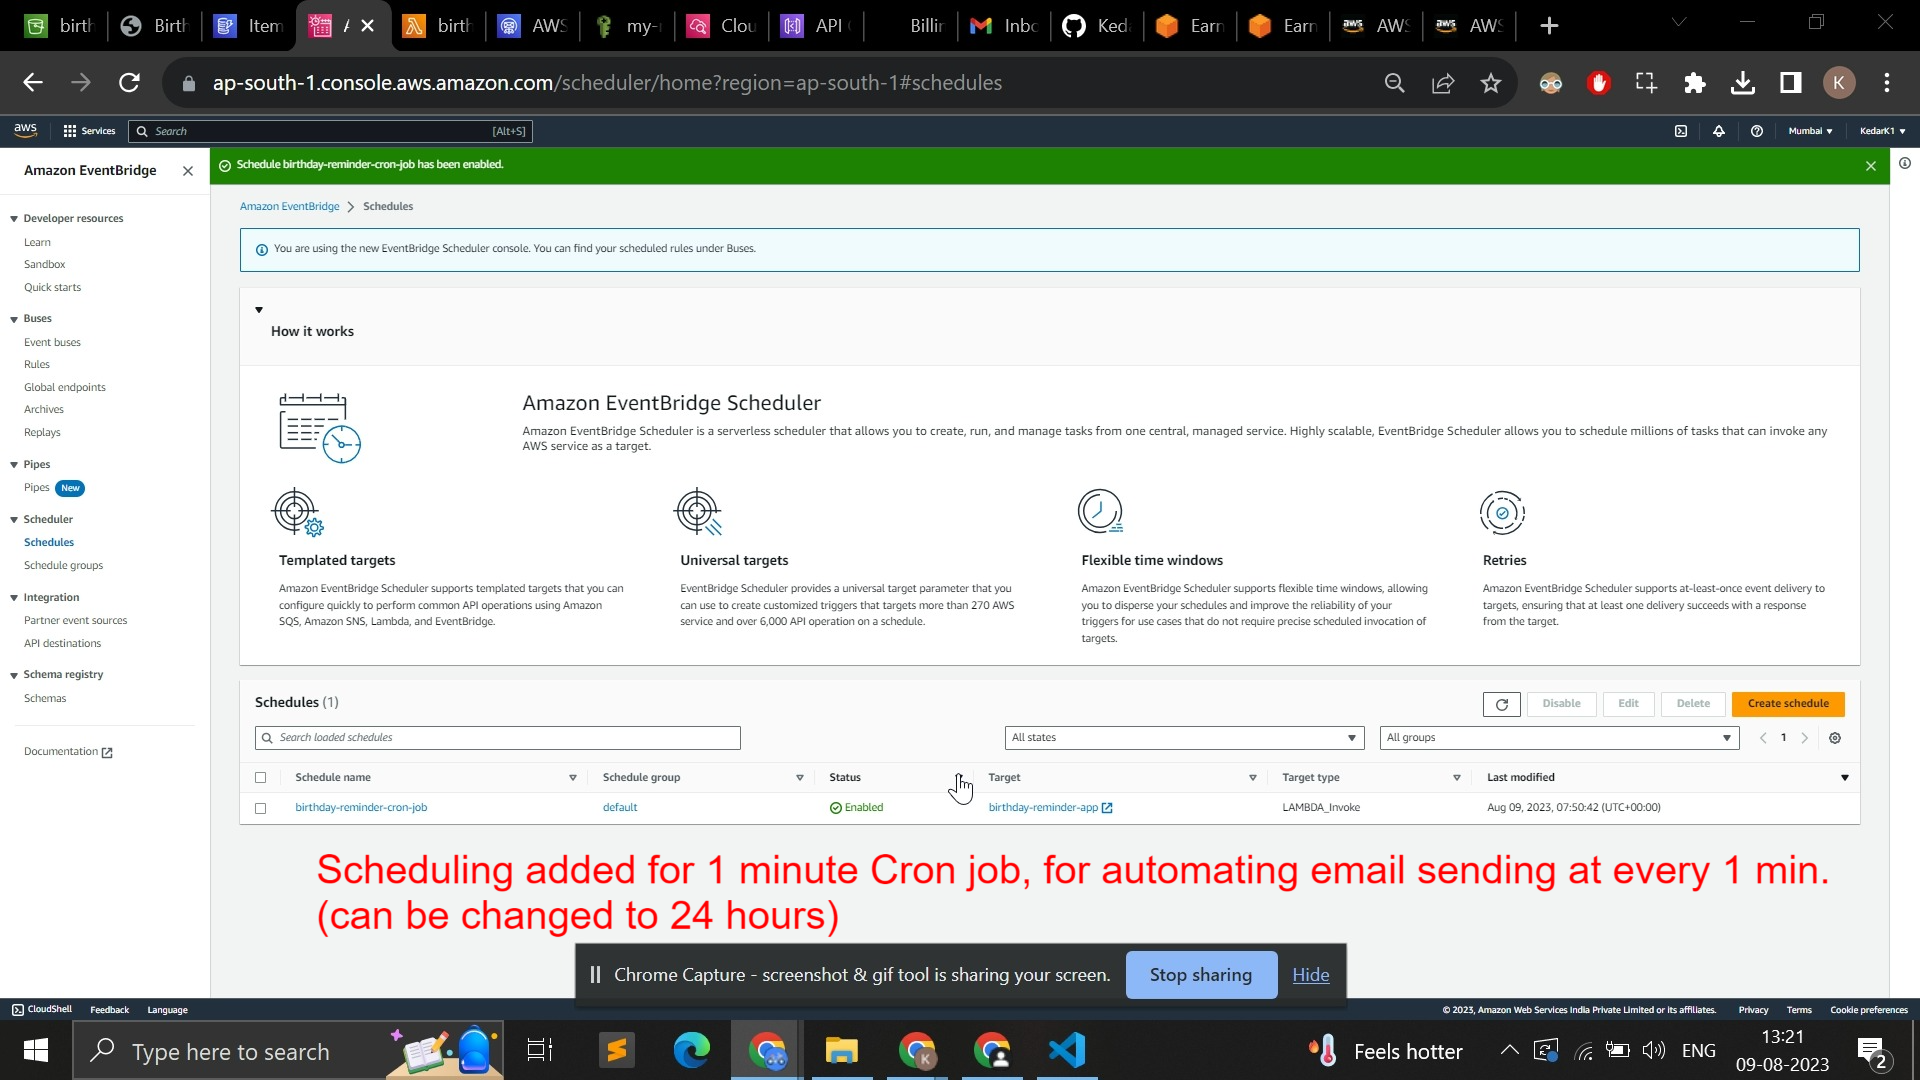 birth Birth Item A birth AWS my- Clou API Billin Inbo Keda Earn Earn AWS AWS
ap-south-1.console.aws.amazon.com/scheduler/home?region=ap-south-1#schedules
K
aws Services Search [Alt+S] Mumbai KedarK1
Amazon EventBridge
Schedule birthday-reminder-cron-job has been enabled.
Developer resources
Learn
Sandbox
Quick starts
Buses
Event buses
Rules
Global endpoints
Archives
Replays
Pipes
Pipes New
Scheduler
Schedules
Schedule groups
Integration
Partner event sources
API destinations
Schema registry
Schemas
Documentation
Amazon EventBridge Schedules
You are using the new EventBridge Scheduler console. You can find your scheduled rules under Buses.
How it works
Amazon EventBridge Scheduler
Amazon EventBridge Scheduler is a serverless scheduler that allows you to create, run, and manage tasks from one central, managed service. Highly scalable, EventBridge Scheduler allows you to schedule millions of tasks that can invoke any
AWS service as a target.
Templated targets
Amazon EventBridge Scheduler supports templated targets that you can
configure quickly to perform common API operations using Amazon
SQS, Amazon SNS, Lambda, and EventBridge.
Universal targets
EventBridge Scheduler provides a universal target parameter that you
can use to create customized triggers that targets more than 270 AWS
service and over 6,000 API operation on a schedule.
Flexible time windows
Amazon EventBridge Scheduler supports flexible time windows, allowing
you to disperse your schedules and improve the reliability of your
triggers for use cases that do not require precise scheduled invocation of
targets.
Retries
Amazon EventBridge Scheduler supports at-least-once event delivery to
targets, ensuring that at least one delivery succeeds with a response
from the target.
Schedules (1)
Disable Edit Delete Create schedule
Search loaded schedules All states All groups 1
Schedule name Schedule group Status Target Target type Last modified
birthday-reminder-cron-job default Enabled birthday-reminder-app LAMBDA_Invoke Aug 09, 2023, 07:50:42 (UTC+00:00)
Scheduling added for 1 minute Cron job, for automating email sending at every 1 min.
(can be changed to 24 hours)
Chrome Capture - screenshot & gif tool is sharing your screen. Stop sharing Hide
CloudShell Feedback Language © 2023, Amazon Web Services India Private Limited or its affiliates. Privacy Terms Cookie preferences
Type here to search K Feels hotter ENG 13:21
09-08-2023 2